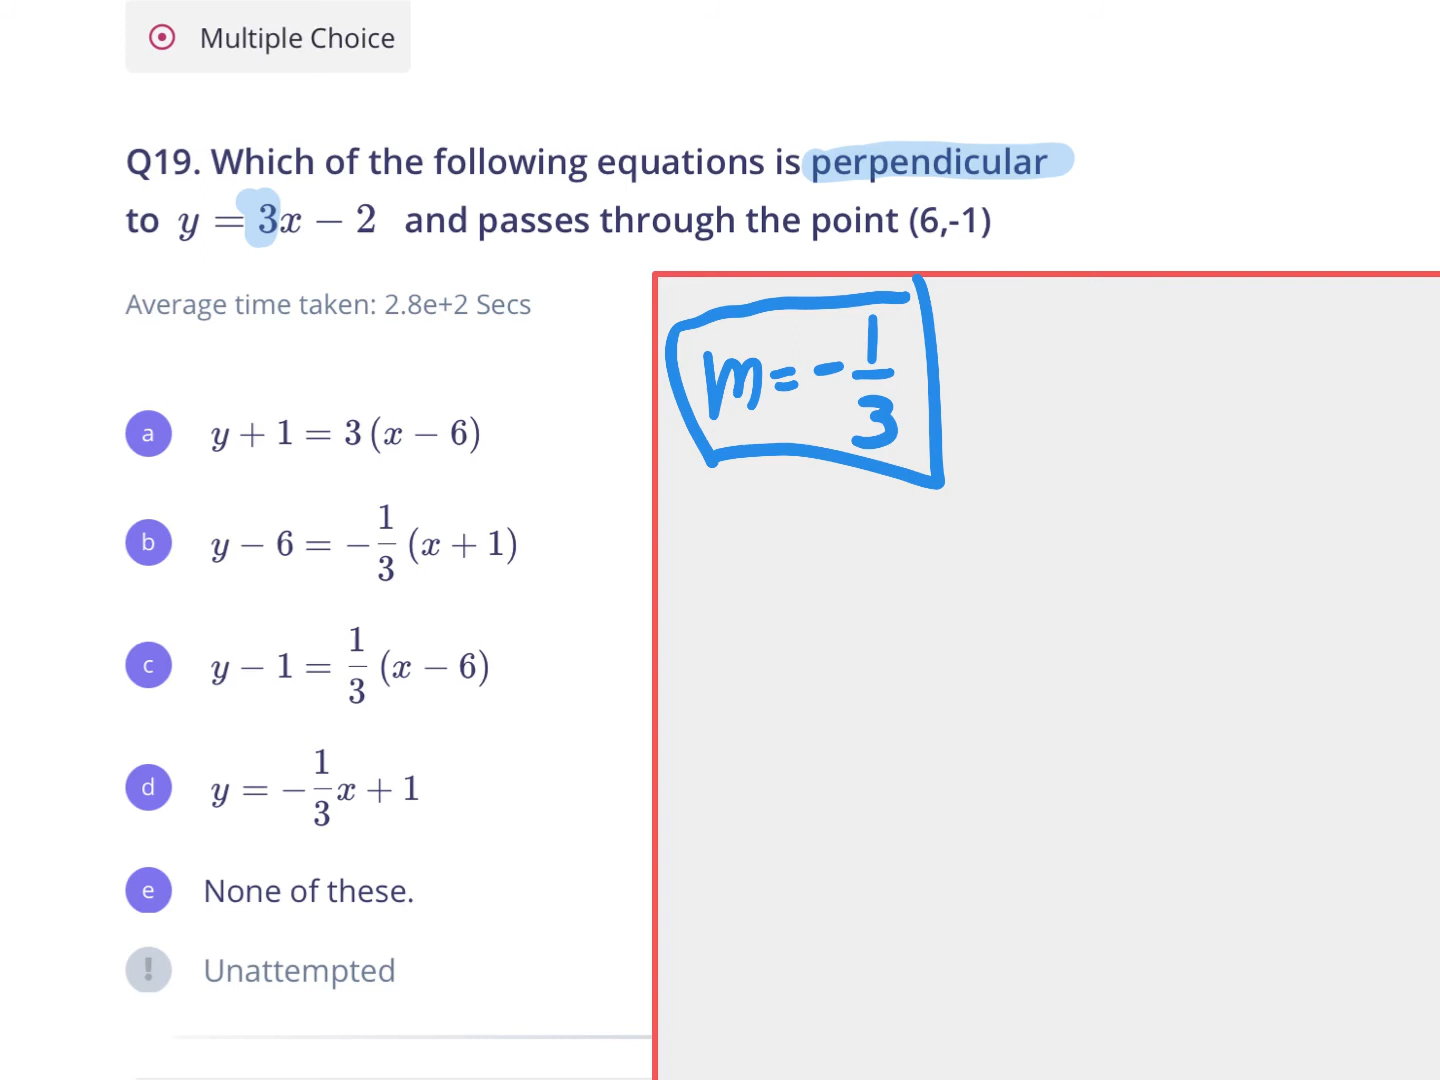 Multiple Choice
Q19. Which of the following equations is perpendicular
to y = 3x − 2 and passes through the point (6,-1)
Average time taken: 2.8e+2 Secs
m = - 1/3
a y + 1 = 3 (x − 6)
b y − 6 = − 1/3 (x + 1)
c y − 1 = 1/3 (x − 6)
d y = − 1/3 x + 1
e None of these.
! Unattempted